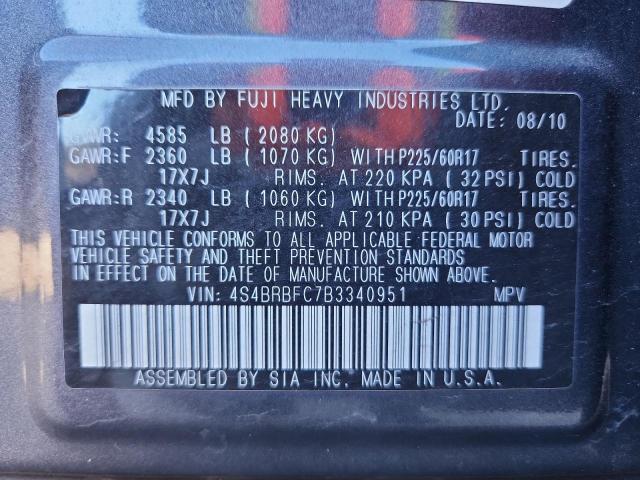 MFD BY FUJI HEAVY INDUSTRIES LTD.
DATE: 08/10
GAWR: 4585 LB ( 2080 KG)
GAWR:F 2360 LB ( 1070 KG) WITH P225/60R17 TIRES.
17X7J RIMS. AT 220 KPA ( 32 PSI) COLD
GAWR:R 2340 LB ( 1060 KG) WITH P225/60R17 TIRES.
17X7J RIMS. AT 210 KPA ( 30 PSI) COLD
THIS VEHICLE CONFORMS TO ALL APPLICABLE FEDERAL MOTOR
VEHICLE SAFETY AND THEFT PREVENTION STANDARDS
IN EFFECT ON THE DATE OF MANUFACTURE SHOWN ABOVE.
VIN: 4S4BRBFC7B3340951 MPV
ASSEMBLED BY SIA INC. MADE IN U.S.A.